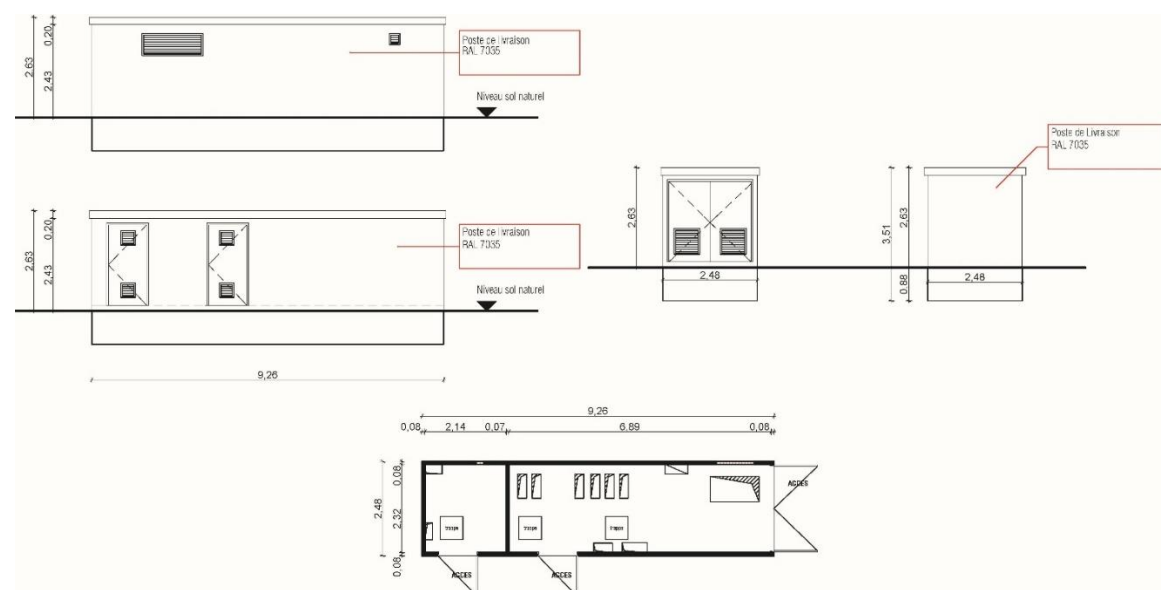 0,20
2,63
2,43
Poste de livraison
RAL 7035
Niveau sol naturel
0,20
2,63
2,43
Poste de livraison
RAL 7035
Niveau sol naturel
9,26
2,63
2,48
3,51
2,63
0.88
2,48
Poste de Livraison
RAL 7035
9,26
0,08
2,14
0,07
6,89
0,08
2,48
0,08
2,32
0,08
trappe
trappe
trappe
ACCES
ACCES
ACCES